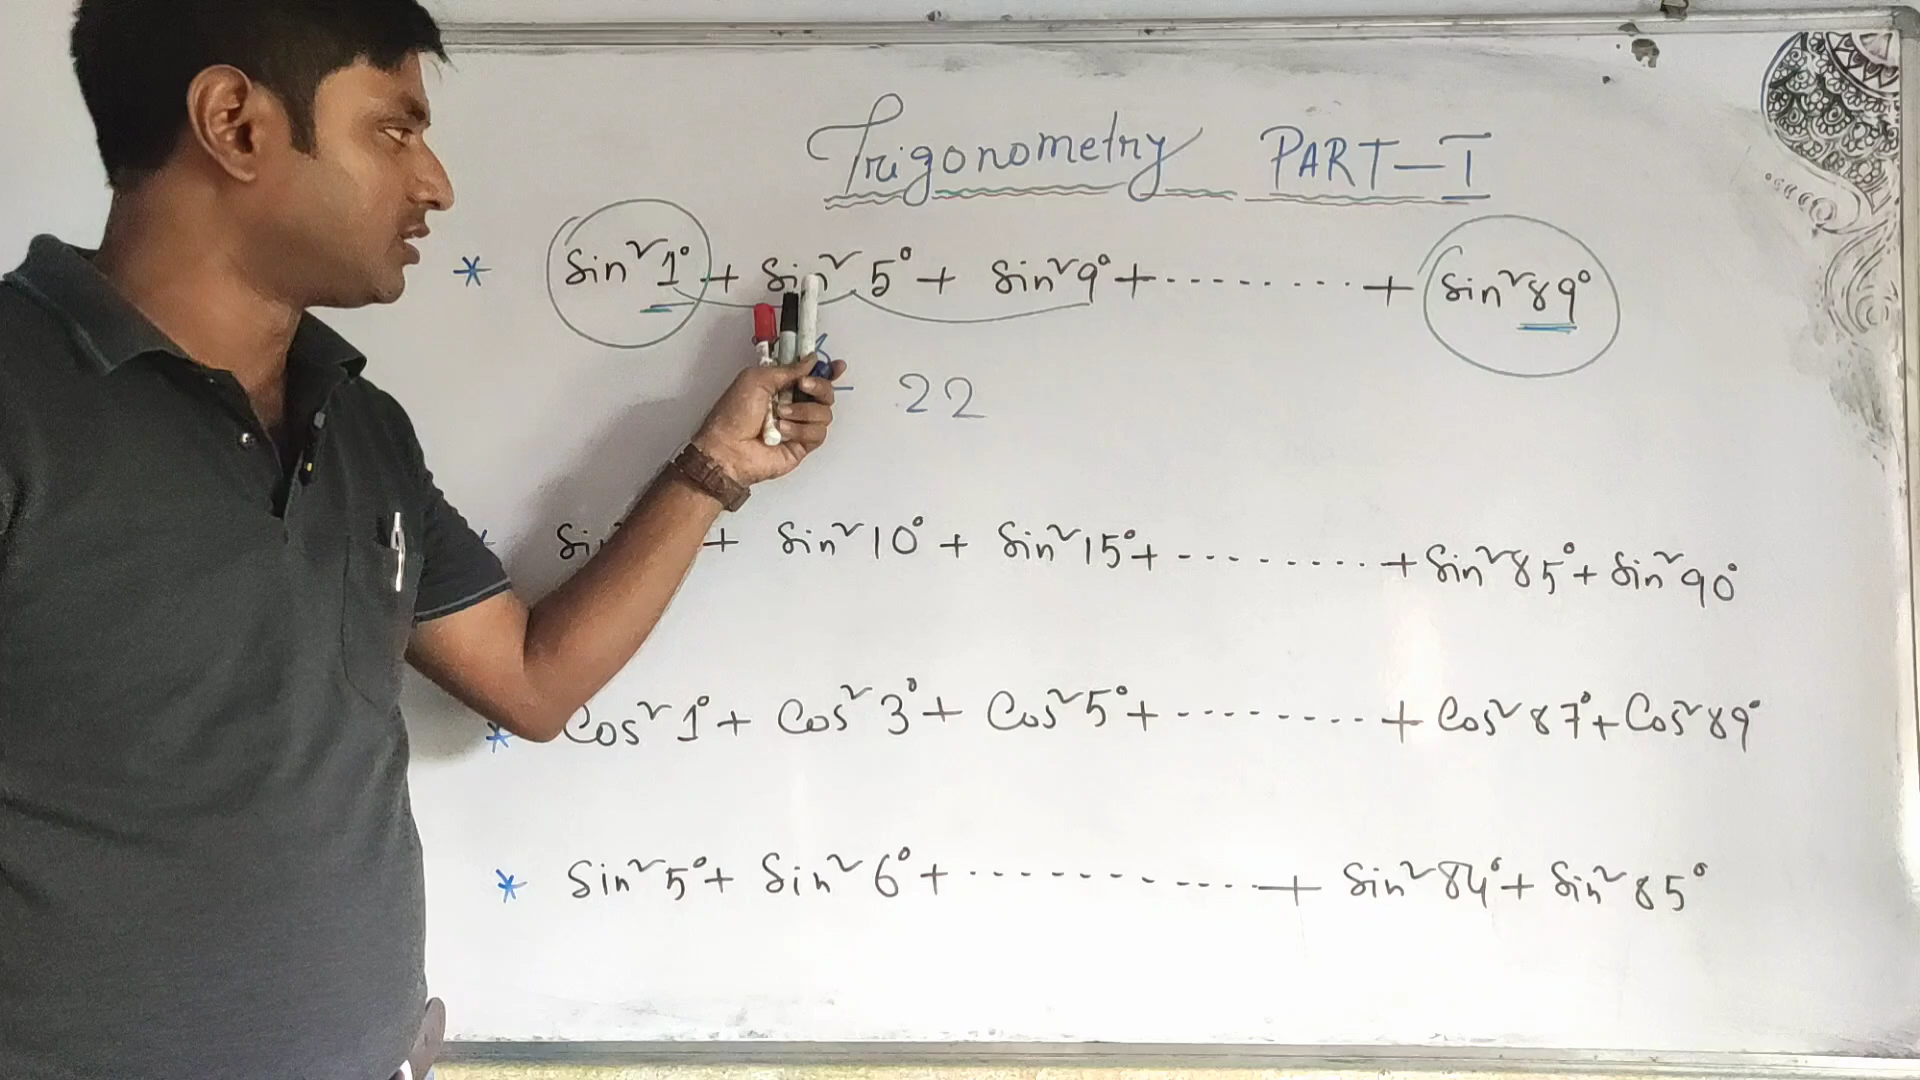 Trigonometry PART-I
* Sin² 1° + Sin² 5° + Sin² 9° + ......... + Sin² 89°
22
+ Sin² 10° + Sin² 15° + ........ + Sin² 85° + Sin² 90°
* Cos² 1° + Cos² 3° + Cos² 5° + ........ + Cos² 87° + Cos² 89°
* Sin² 5° + Sin² 6° + ............ + Sin² 84° + Sin² 85°